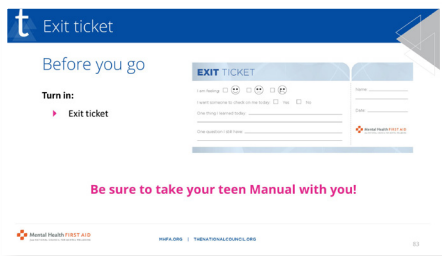 t Exit ticket
Before you go
Turn in:
Exit ticket
EXIT TICKET
I am feeling:
I want someone to check on me today: Yes No
One thing I learned today:
One question I still have:
Name:
Date:
Mental Health FIRST AID
Be sure to take your teen Manual with you!
Mental Health FIRST AID
MHFA.ORG | THENATIONALCOUNCIL.ORG
83